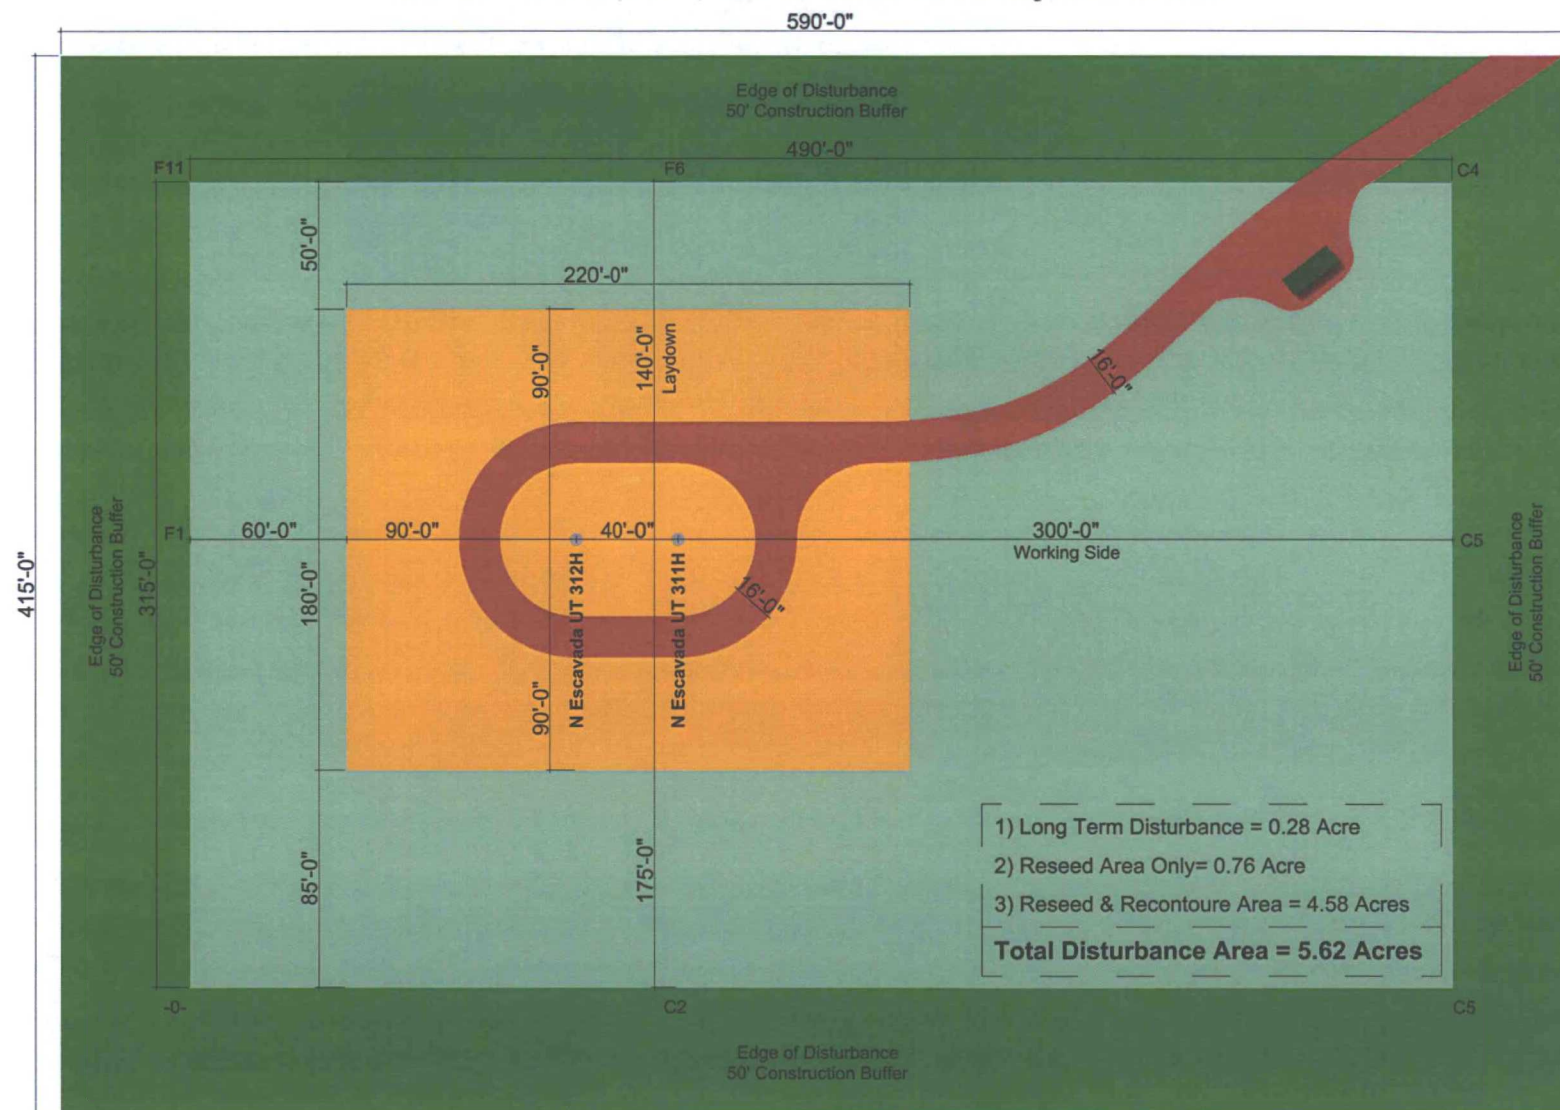 590'-0"
Edge of Disturbance
50' Construction Buffer
490'-0"
F11
F6
C4
50'-0"
220'-0"
90'-0"
140'-0"
Laydown
16'-0"
415'-0"
Edge of Disturbance
50' Construction Buffer
315'-0"
F1
60'-0"
90'-0"
40'-0"
300'-0"
Working Side
C5
Edge of Disturbance
50' Construction Buffer
180'-0"
16'-0"
N Escavada UT 312H
N Escavada UT 311H
90'-0"
85'-0"
175'-0"
1) Long Term Disturbance = 0.28 Acre
2) Reseed Area Only= 0.76 Acre
3) Reseed & Recontoure Area = 4.58 Acres
Total Disturbance Area = 5.62 Acres
-0-
C2
C5
Edge of Disturbance
50' Construction Buffer